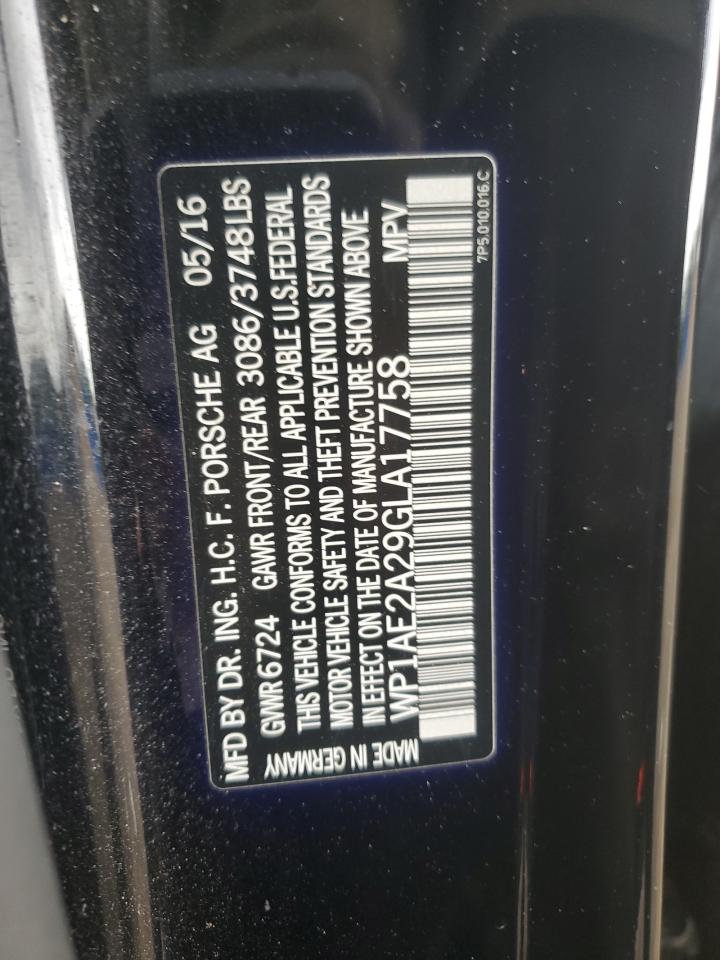 MFD BY DR. ING. H.C. F. PORSCHE AG 05/16
GWR 6724 GAWR FRONT/REAR 3086/3748LBS
THIS VEHICLE CONFORMS TO ALL APPLICABLE U.S.FEDERAL
MOTOR VEHICLE SAFETY AND THEFT PREVENTION STANDARDS
IN EFFECT ON THE DATE OF MANUFACTURE SHOWN ABOVE
WP1AE2A29GLA17758 MPV
MADE IN GERMANY
7P5.010.016.C